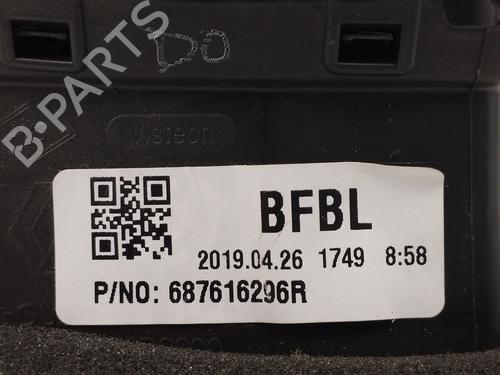 DO
B-PARTS
Visteon
BFBL
2019.04.26 1749 8:58
P/NO: 687616296R